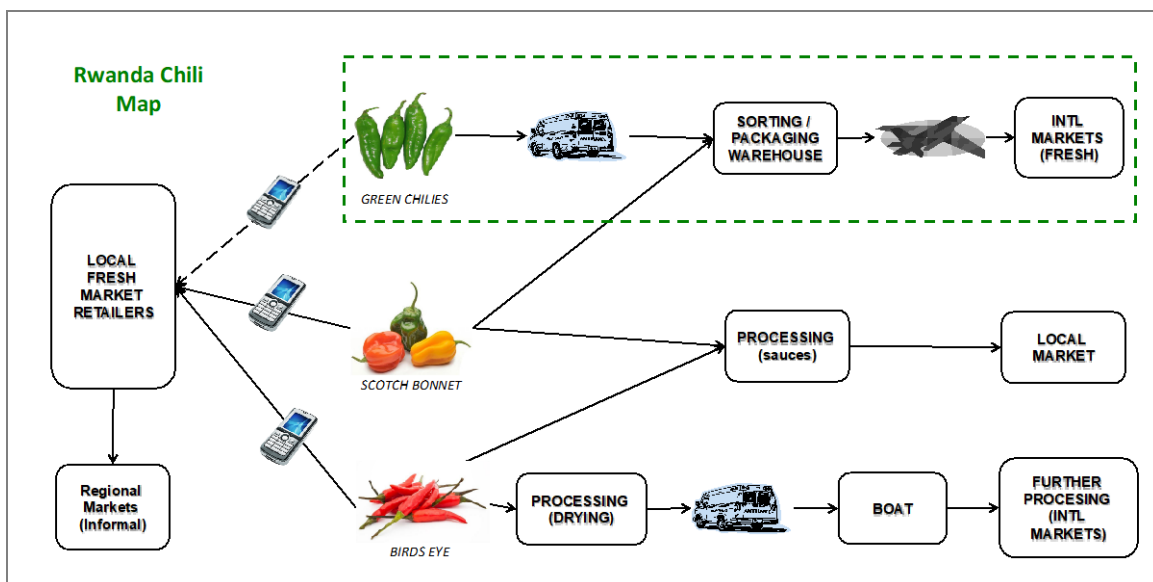 Rwanda Chili
Map
GREEN CHILIES
SORTING /
PACKAGING
WAREHOUSE
INTL
MARKETS
(FRESH)
LOCAL
FRESH
MARKET
RETAILERS
SCOTCH BONNET
PROCESSING
(sauces)
LOCAL
MARKET
Regional
Markets
(Informal)
BIRDS EYE
PROCESSING
(DRYING)
BOAT
FURTHER
PROCESING
(INTL
MARKETS)